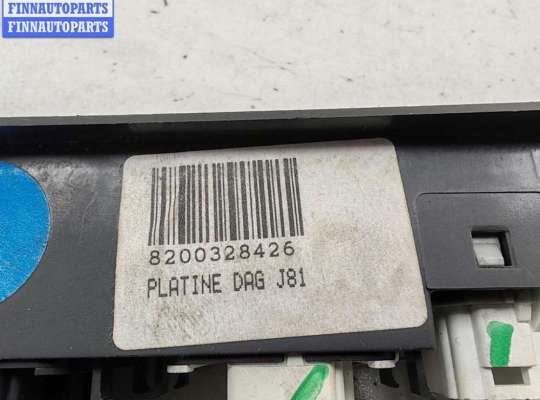 FINNAUTOPARTS
FINNAUTOPARTS
8200328426
PLATINE DAG J81